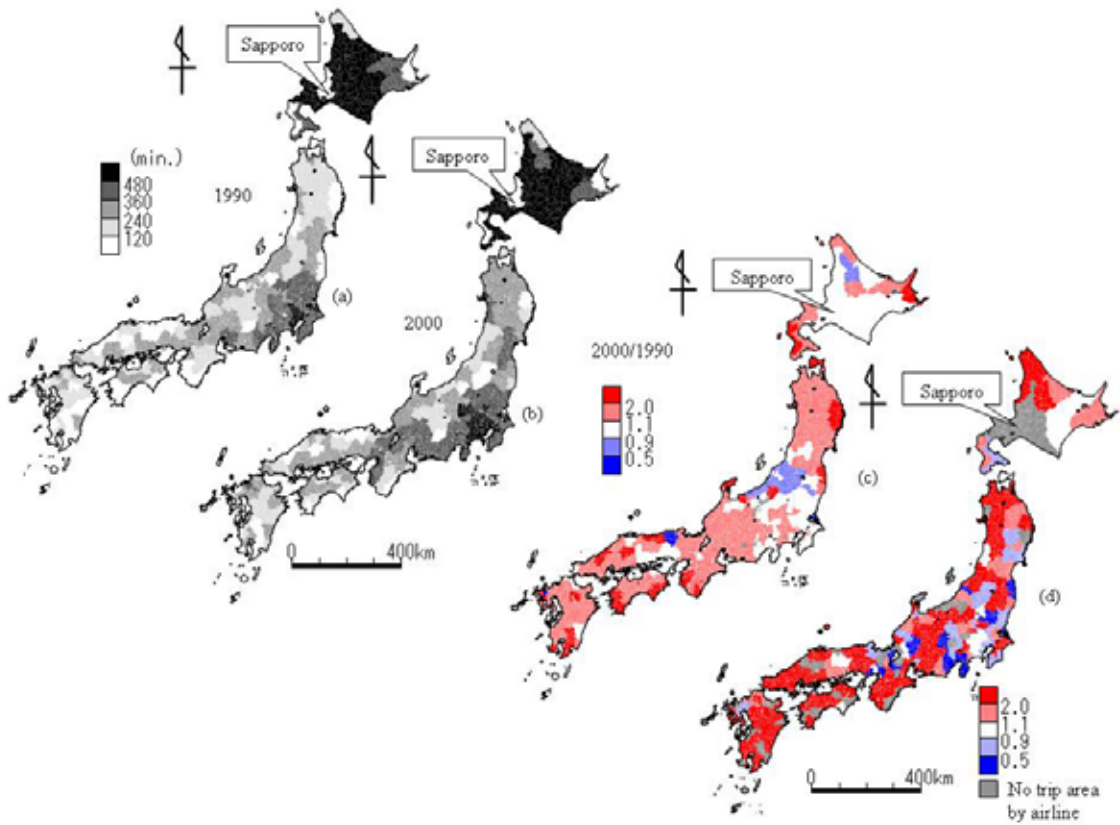 Sapporo
(min.)
480
360
240
120
1990
(a)
Sapporo
2000
(b)
0 400km
Sapporo
2000/1990
2.0
1.1
0.9
0.5
(c)
Sapporo
(d)
2.0
1.1
0.9
0.5
No trip area
by airline
0 400km